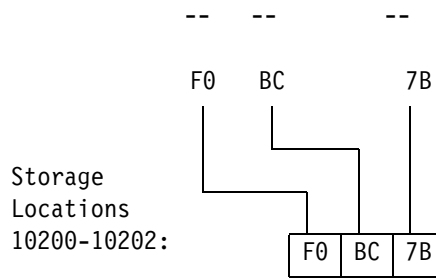 -- -- --
F0 BC 7B
Storage
Locations
10200-10202:
F0 BC 7B